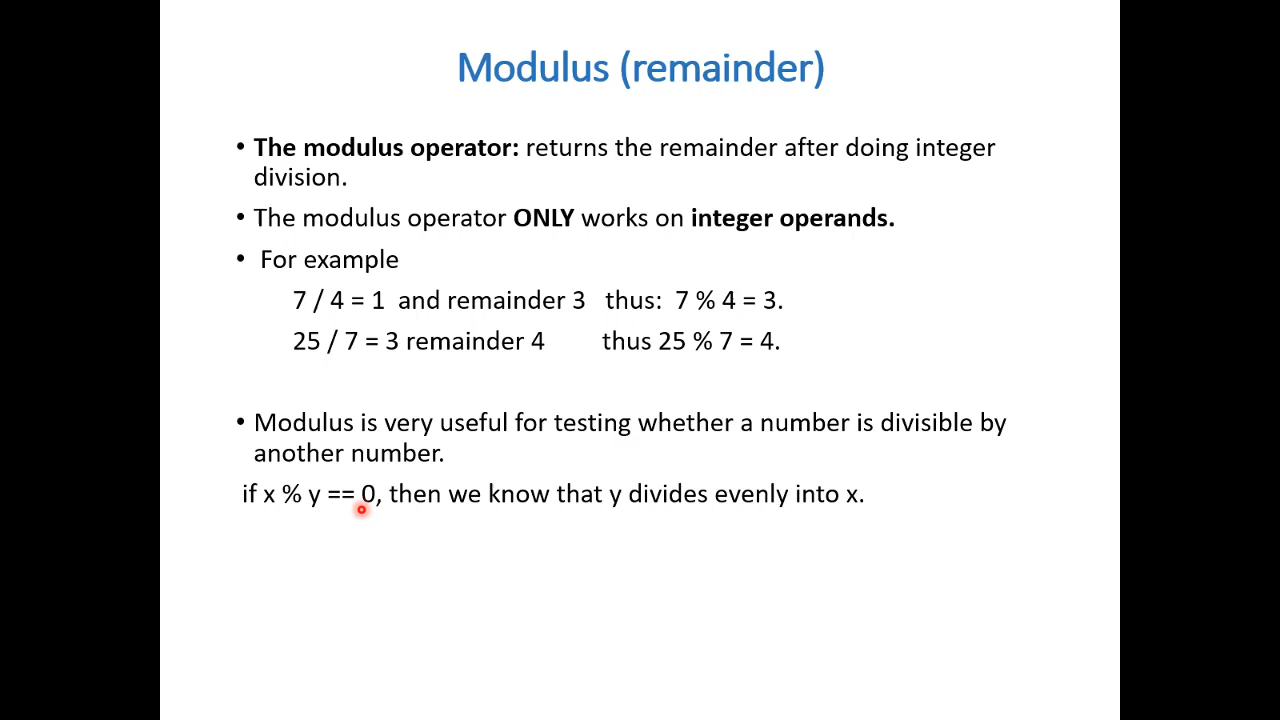 Modulus (remainder)
• The modulus operator: returns the remainder after doing integer
division.
• The modulus operator ONLY works on integer operands.
• For example
7 / 4 = 1 and remainder 3 thus: 7 % 4 = 3.
25 / 7 = 3 remainder 4 thus 25 % 7 = 4.
• Modulus is very useful for testing whether a number is divisible by
another number.
if x % y == 0, then we know that y divides evenly into x.